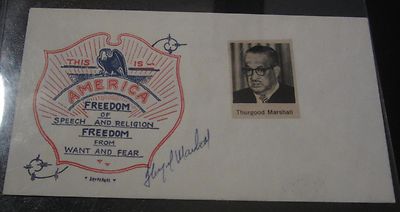 THIS IS
AMERICA
FREEDOM
OF
SPEECH AND RELIGION
FREEDOM
FROM
WANT AND FEAR
Thurgood Marshall